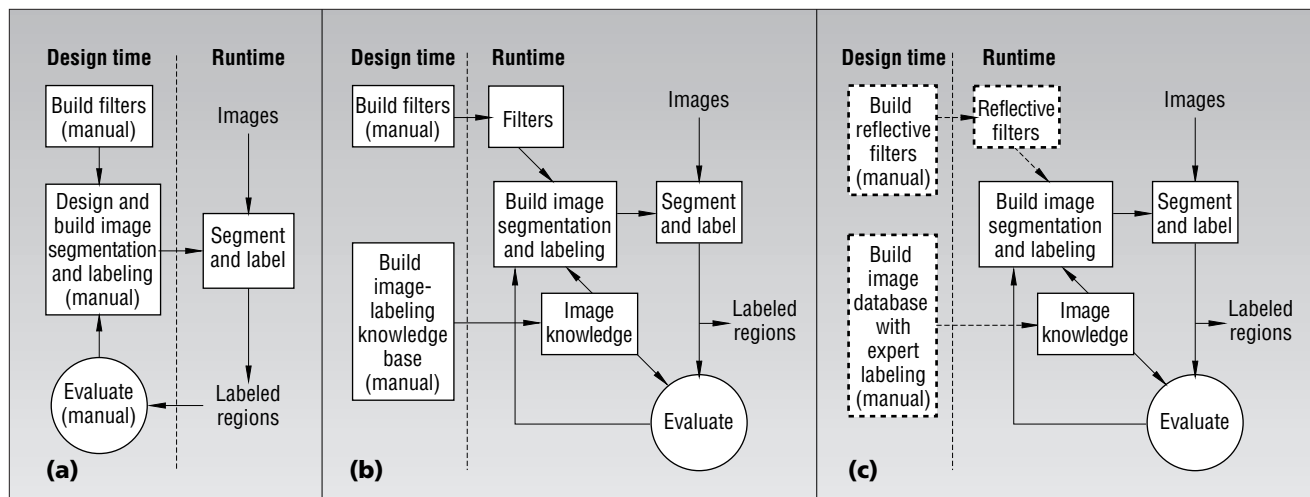 Design time
Runtime
Build filters
(manual)
Images
Design and
build image
segmentation
and labeling
(manual)
Segment
and label
Evaluate
(manual)
Labeled
regions
(a)
Design time
Runtime
Build filters
(manual)
Filters
Images
Build image
segmentation
and labeling
Segment
and label
Build
image-
labeling
knowledge
base
(manual)
Image
knowledge
Labeled
regions
Evaluate
(b)
Design time
Runtime
Build
reflective
filters
(manual)
Reflective
filters
Images
Build image
segmentation
and labeling
Segment
and label
Build
image
database
with
expert
labeling
(manual)
Image
knowledge
Labeled
regions
Evaluate
(c)